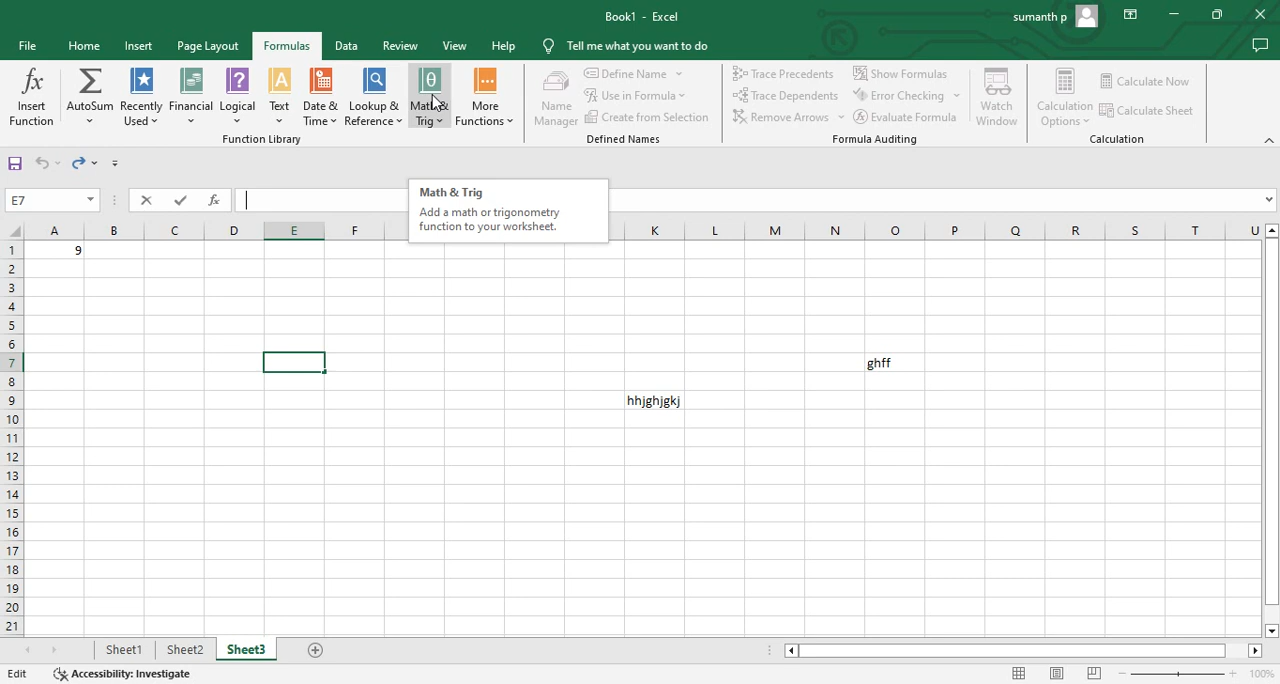 Book1 - Excel
sumanth p
File Home Insert Page Layout Formulas Data Review View Help Tell me what you want to do
fx Insert Function
AutoSum
Recently Used
Financial
Logical
Text
Date & Time
Lookup & Reference
Math & Trig
More Functions
Function Library
Name Manager
Define Name
Use in Formula
Create from Selection
Defined Names
Trace Precedents
Trace Dependents
Remove Arrows
Show Formulas
Error Checking
Evaluate Formula
Formula Auditing
Watch Window
Calculation Options
Calculate Now
Calculate Sheet
Calculation
E7
fx
Math & Trig
Add a math or trigonometry
function to your worksheet.
A B C D E F K L M N O P Q R S T U
1 9
2
3
4
5
6
7 ghff
8
9 hhjghjgkj
10
11
12
13
14
15
16
17
18
19
20
21
Sheet1 Sheet2 Sheet3
Edit Accessibility: Investigate 100%